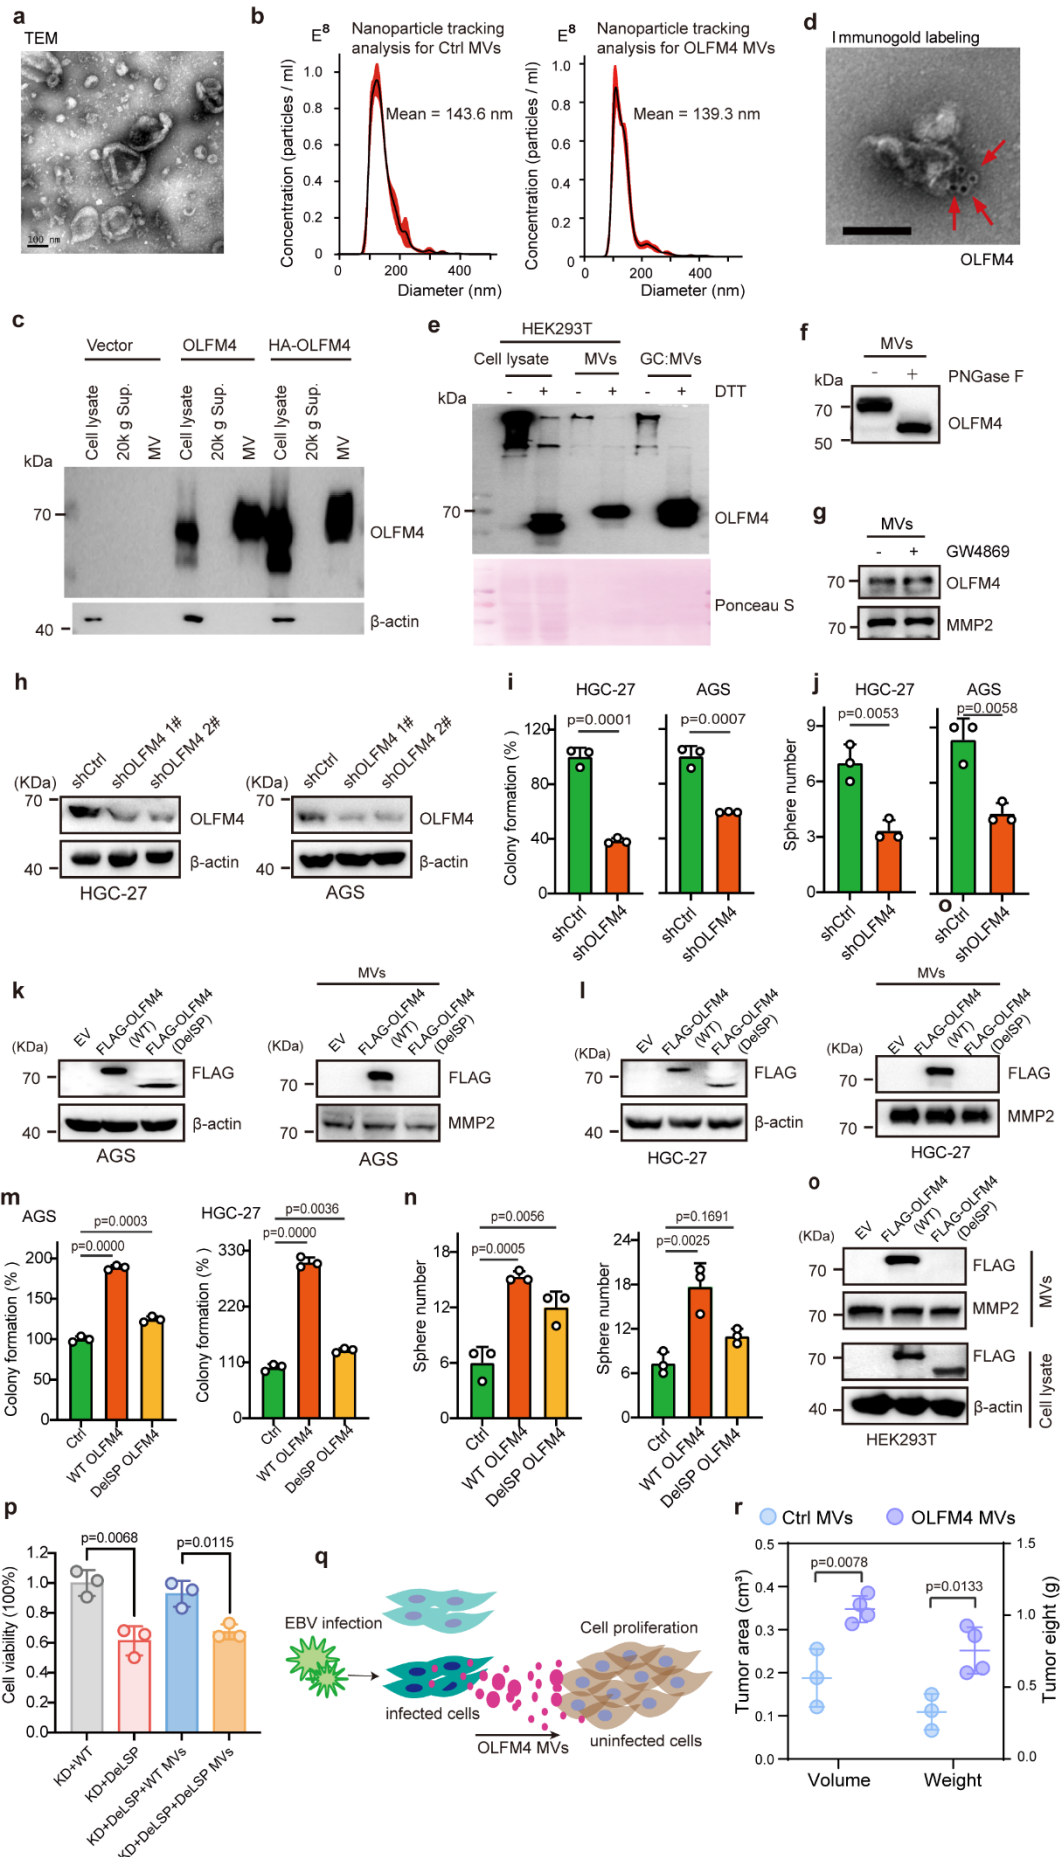 a
TEM
100 nm
b
E⁸
Nanoparticle tracking
analysis for Ctrl MVs
Concentration (particles / ml)
1.0
0.8
0.6
0.4
0.2
0
Mean = 143.6 nm
0 200 400
Diameter (nm)
E⁸
Nanoparticle tracking
analysis for OLFM4 MVs
Concentration (particles / ml)
1.0
0.8
0.6
0.4
0.2
0
Mean = 139.3 nm
0 200 400
Diameter (nm)
d
Immunogold labeling
OLFM4
c
Vector OLFM4 HA-OLFM4
Cell lysate
20k g Sup.
MV
Cell lysate
20k g Sup.
MV
Cell lysate
20k g Sup.
MV
kDa
70
OLFM4
40
β-actin
e
HEK293T
Cell lysate MVs GC:MVs
- + - + - + DTT
kDa
70
OLFM4
Ponceau S
f
MVs
kDa - + PNGase F
70
50
OLFM4
g
MVs
- + GW4869
70 OLFM4
70 MMP2
h
shCtrl
shOLFM4 1#
shOLFM4 2#
(KDa)
70
OLFM4
40
β-actin
HGC-27
shCtrl
shOLFM4 1#
shOLFM4 2#
(KDa)
70
OLFM4
40
β-actin
AGS
i
HGC-27
p=0.0001
Colony formation (%)
120
80
40
0
shCtrl
shOLFM4
AGS
p=0.0007
shCtrl
shOLFM4
j
HGC-27
p=0.0053
Sphere number
9
6
3
0
shCtrl
shOLFM4
AGS
p=0.0058
o
shCtrl
shOLFM4
k
EV
FLAG-OLFM4
(WT)
FLAG-OLFM4
(DelSP)
(KDa)
70
FLAG
40
β-actin
AGS
MVs
EV
FLAG-OLFM4
(WT)
FLAG-OLFM4
(DelSP)
(KDa)
70
FLAG
70
MMP2
AGS
l
EV
FLAG-OLFM4
(WT)
FLAG-OLFM4
(DelSP)
(KDa)
70
FLAG
40
β-actin
HGC-27
MVs
EV
FLAG-OLFM4
(WT)
FLAG-OLFM4
(DelSP)
(KDa)
70
FLAG
70
MMP2
HGC-27
m
AGS
p=0.0003
p=0.0000
Colony formation (%)
200
150
100
50
0
Ctrl
WT OLFM4
DelSP OLFM4
HGC-27
p=0.0036
p=0.0000
Colony formation (%)
330
220
110
0
Ctrl
WT OLFM4
DelSP OLFM4
n
p=0.0056
p=0.0005
Sphere number
18
12
6
0
Ctrl
WT OLFM4
DelSP OLFM4
p=0.1691
p=0.0025
Sphere number
24
18
12
6
0
Ctrl
WT OLFM4
DelSP OLFM4
o
EV
FLAG-OLFM4
(WT)
FLAG-OLFM4
(DelSP)
(KDa)
70
FLAG
70
MMP2
MVs
70
FLAG
40
β-actin
Cell lysate
HEK293T
p
p=0.0068
p=0.0115
Cell viability (100%)
1.2
1.0
0.8
0.6
0.4
0.2
0.0
KD+WT
KD+DeLSP
KD+DeLSP+WT MVs
KD+DeLSP+DeLSP MVs
q
EBV infection
infected cells
OLFM4 MVs
Cell proliferation
uninfected cells
r
Ctrl MVs OLFM4 MVs
Tumor area (cm³)
0.5
0.4
0.3
0.2
0.1
0.0
p=0.0078
p=0.0133
1.5
1.0
0.5
0.0
Tumor eight (g)
Volume Weight